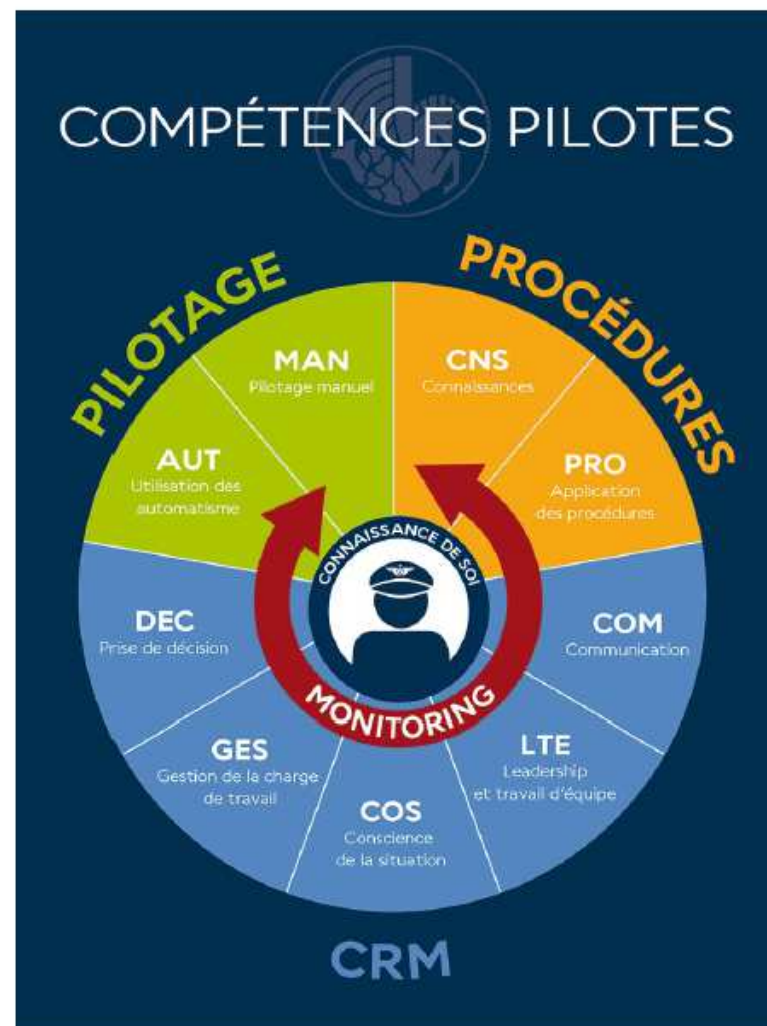 COMPÉTENCES PILOTES
PILOTAGE
PROCÉDURES
MAN
Pilotage manuel
CNS
Connaissances
AUT
Utilisation des
automatisme
PRO
Application
des procédures
CONNAISSANCE DE SOI
DEC
Prise de décision
COM
Communication
MONITORING
GES
Gestion de la charge
de travail
LTE
Leadership
et travail d'équipe
COS
Conscience
de la situation
CRM